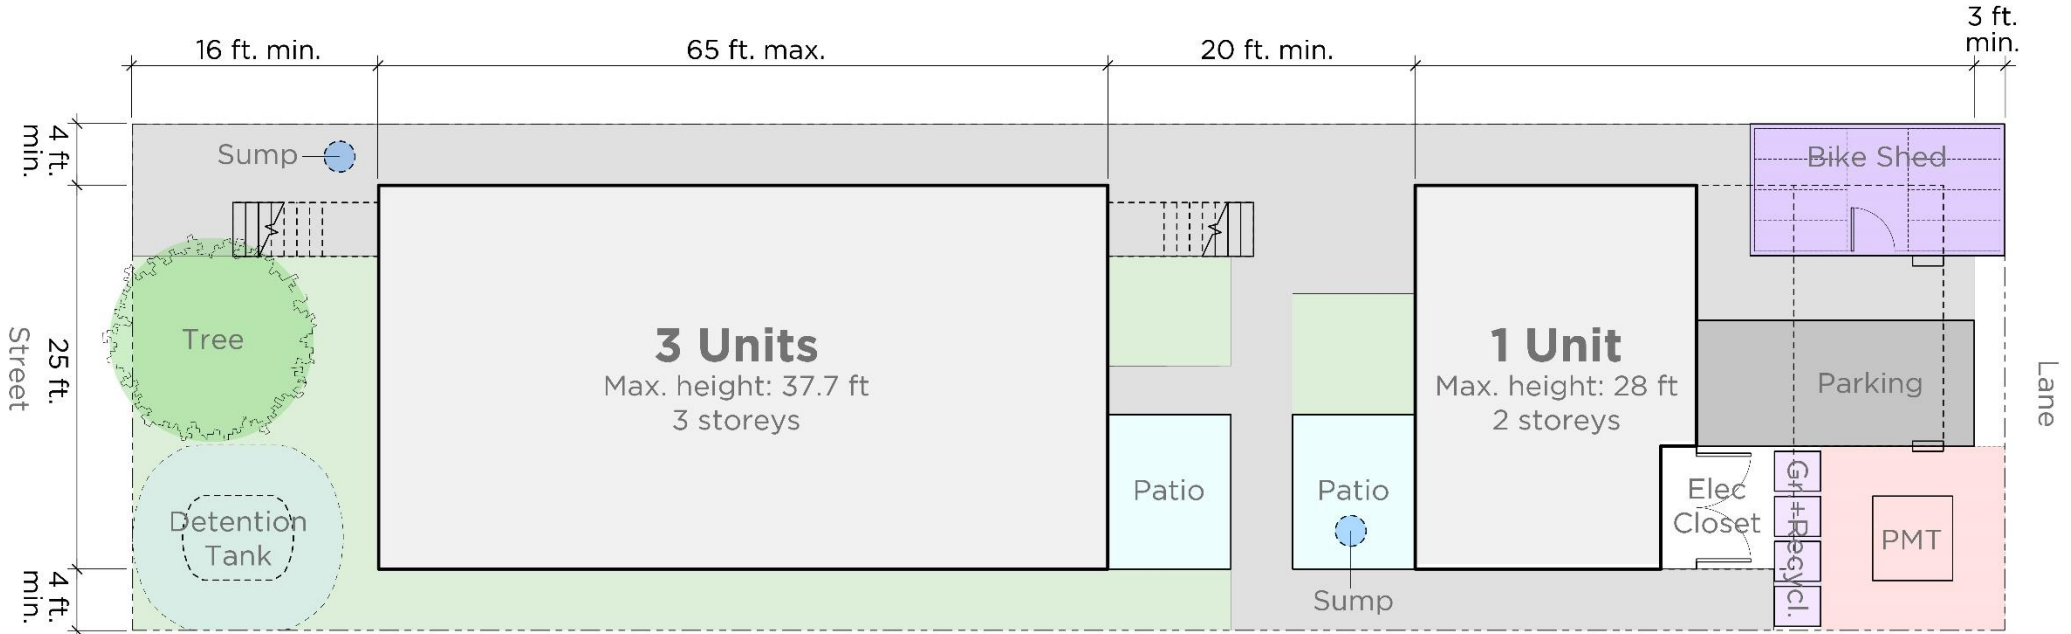 3 ft.
min.
16 ft. min.
65 ft. max.
20 ft. min.
4 ft.
min.
Sump
Bike Shed
Street
25 ft.
Tree
3 Units
Max. height: 37.7 ft
3 storeys
1 Unit
Max. height: 28 ft
2 storeys
Parking
Lane
Patio
Patio
Elec
Closet
Gr.+Recycl.
PMT
Detention
Tank
4 ft.
min.
Sump